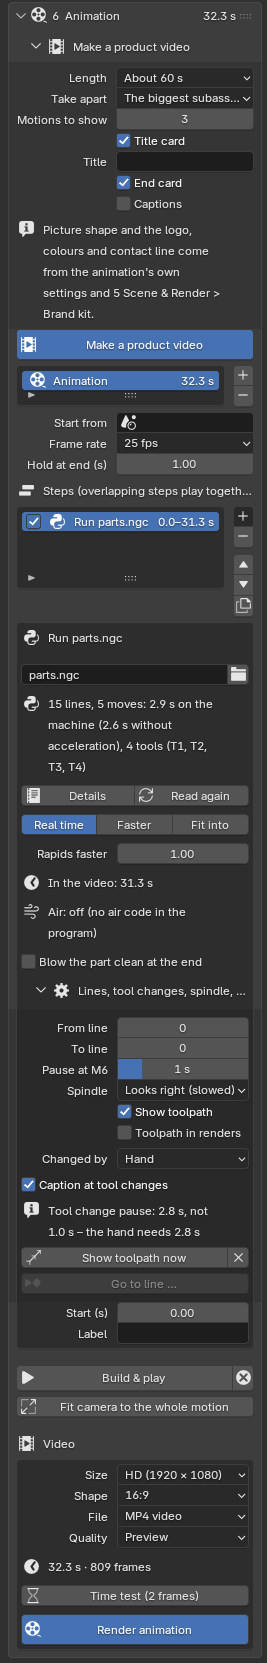 6 Animation 32.3 s
Make a product video
Length About 60 s
Take apart The biggest subass...
Motions to show 3
Title card
Title
End card
Captions
Picture shape and the logo,
colours and contact line come
from the animation's own
settings and 5 Scene & Render >
Brand kit.
Make a product video
Animation 32.3 s
Start from
Frame rate 25 fps
Hold at end (s) 1.00
Steps (overlapping steps play togeth...
Run parts.ngc 0.0–31.3 s
Run parts.ngc
parts.ngc
15 lines, 5 moves: 2.9 s on the
machine (2.6 s without
acceleration), 4 tools (T1, T2,
T3, T4)
Details Read again
Real time Faster Fit into
Rapids faster 1.00
In the video: 31.3 s
Air: off (no air code in the
program)
Blow the part clean at the end
Lines, tool changes, spindle, ...
From line 0
To line 0
Pause at M6 1 s
Spindle Looks right (slowed)
Show toolpath
Toolpath in renders
Changed by Hand
Caption at tool changes
Tool change pause: 2.8 s, not
1.0 s – the hand needs 2.8 s
Show toolpath now
Go to line ...
Start (s) 0.00
Label
Build & play
Fit camera to the whole motion
Video
Size HD (1920 × 1080)
Shape 16:9
File MP4 video
Quality Preview
32.3 s · 809 frames
Time test (2 frames)
Render animation